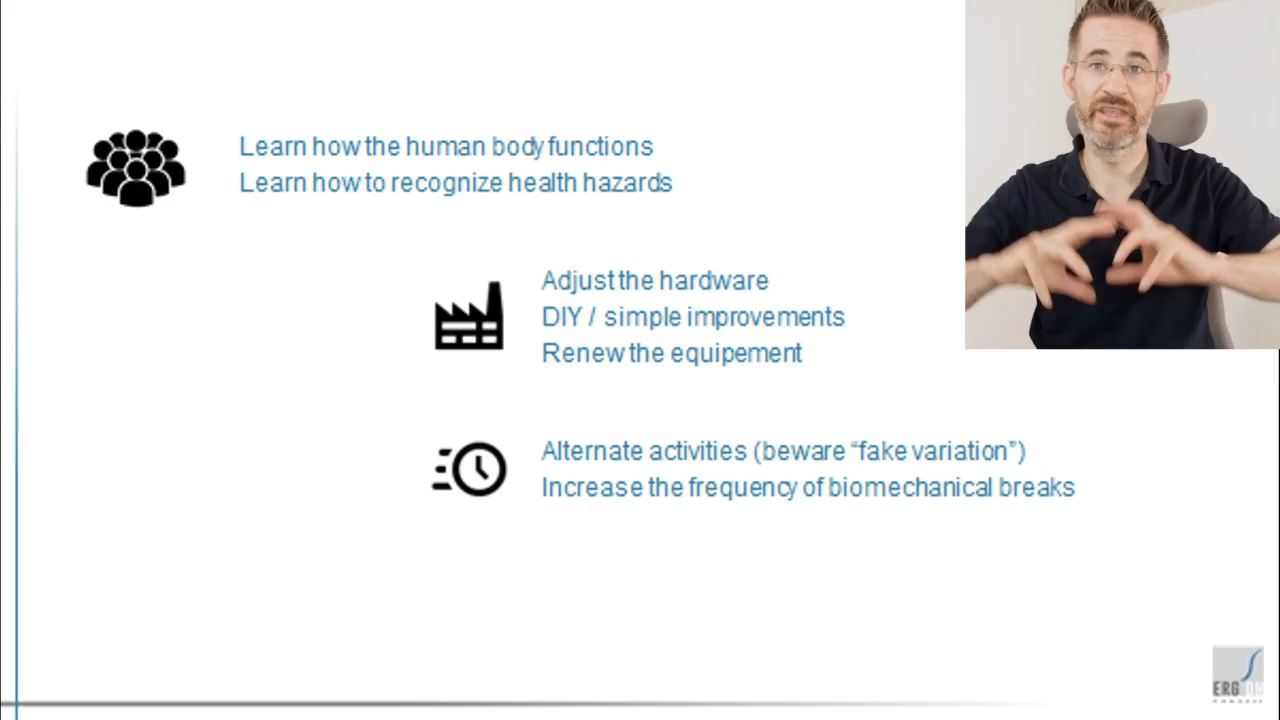 Learn how the human body functions
Learn how to recognize health hazards
Adjust the hardware
DIY / simple improvements
Renew the equipement
Alternate activities (beware “fake variation”)
Increase the frequency of biomechanical breaks